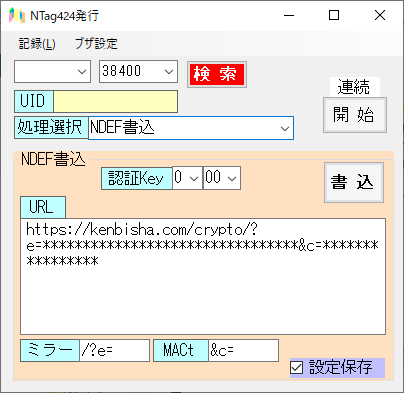 NTag424発行
記録(L) ブザ設定
38400 検索
UID
連続
処理選択 NDEF書込
開始
NDEF書込
認証Key 0 00
書込
URL
https://kenbisha.com/crypto/?
e=********************************&c=********
****************
ミラー /?e= MACt &c=
設定保存